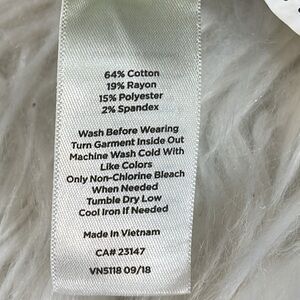 64% Cotton
19% Rayon
15% Polyester
2% Spandex
Wash Before Wearing
Turn Garment Inside Out
Machine Wash Cold With
Like Colors
Only Non-Chlorine Bleach
When Needed
Tumble Dry Low
Cool Iron If Needed
Made In Vietnam
CA# 23147
VN5118 09/18